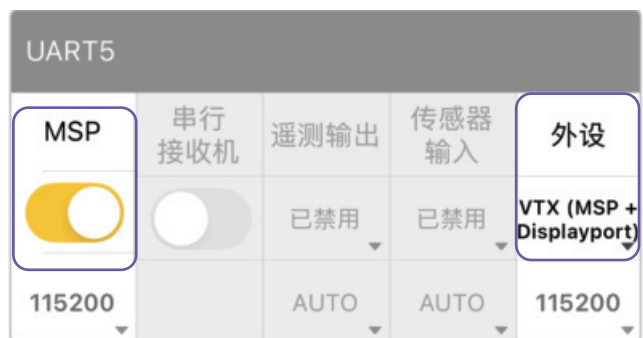 UART5
MSP
串行
接收机
遥测输出
传感器
输入
外设
已禁用
已禁用
VTX (MSP +
Displayport)
115200
AUTO
AUTO
115200